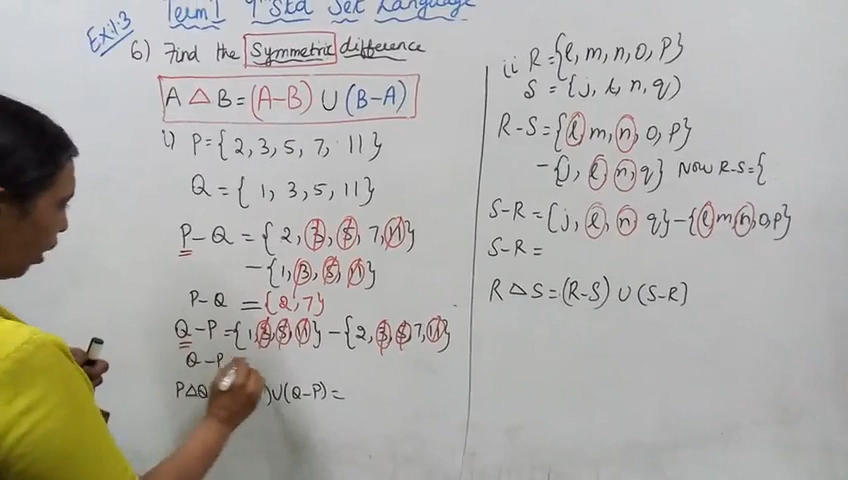 Term 1 9th Std Set Language
Ex:1.3
6) Find the Symmetric difference
A △ B = (A-B) ∪ (B-A)
i) P={2, 3, 5, 7, 11}
Q = {1, 3, 5, 11}
P-Q = {2, 3, 5, 7, 11}
-{1, 3, 5, 11}
P-Q = {2, 7}
Q-P = {1, 3, 5, 11} - {2, 3, 5, 7, 11}
Q-P
P△Q )∪(Q-P) =
ii R = {l, m, n, o, p}
S = {j, l, n, q}
R-S = {l m, n, o, p}
-{j, l, n, q} Now R-S = {
S-R = {j, l, n q} - {l m n, o, p}
S-R =
R △ S = (R-S) ∪ (S-R)